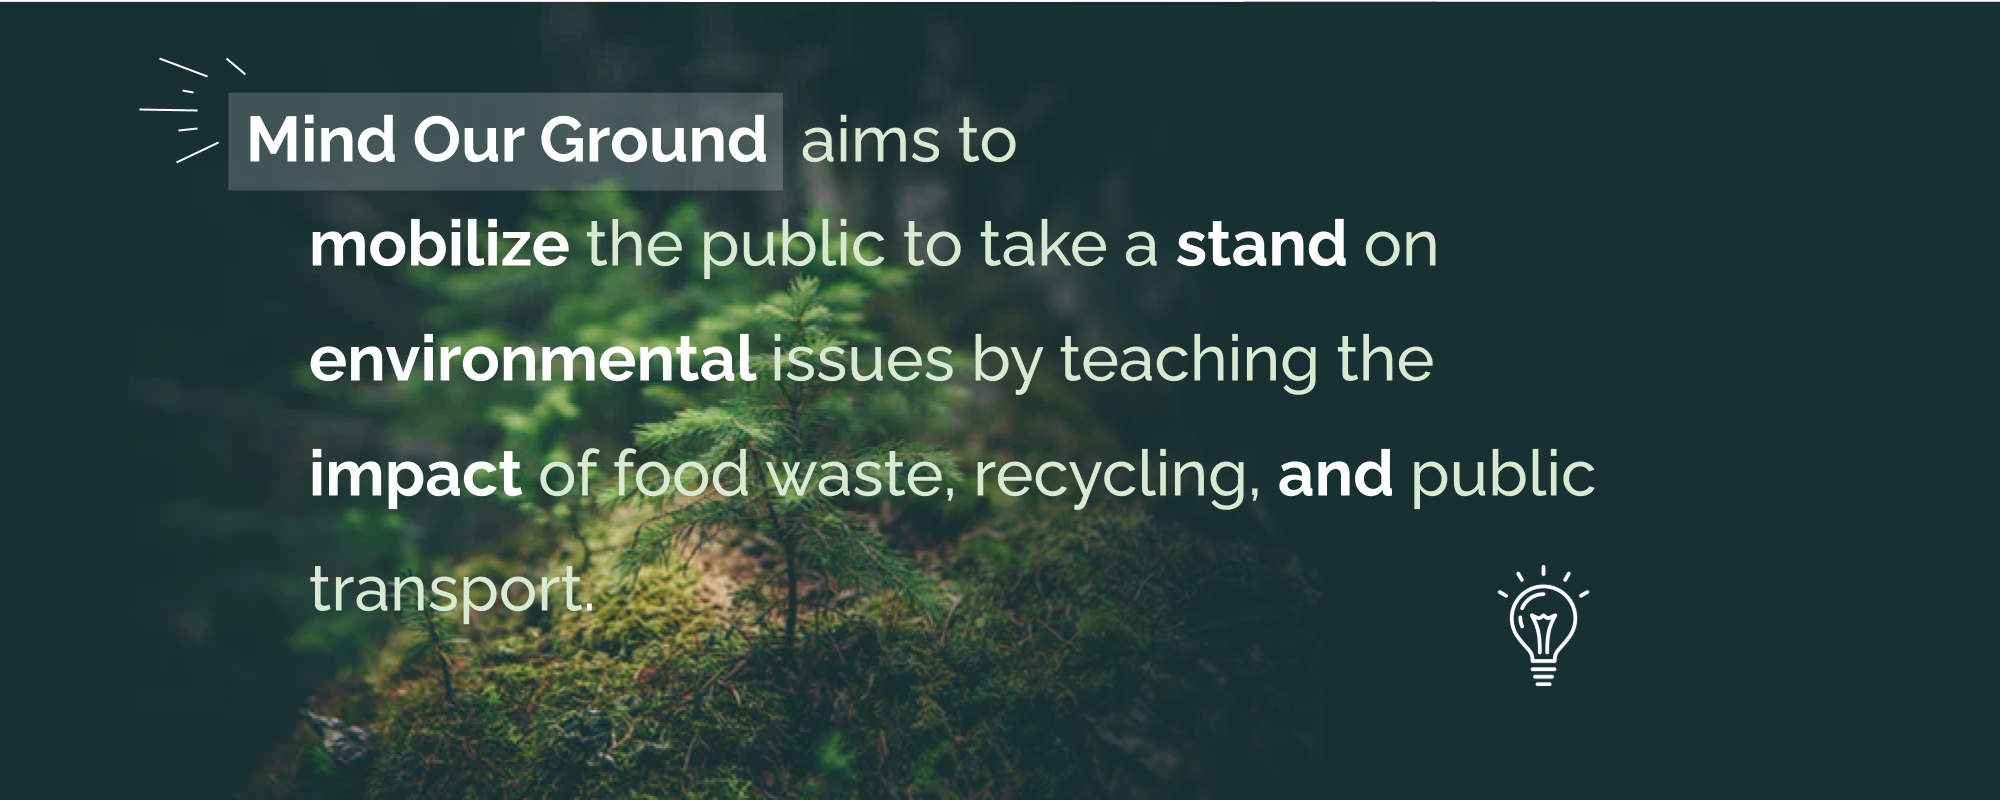 Mind Our Ground aims to
mobilize the public to take a stand on
environmental issues by teaching the
impact of food waste, recycling, and public
transport.